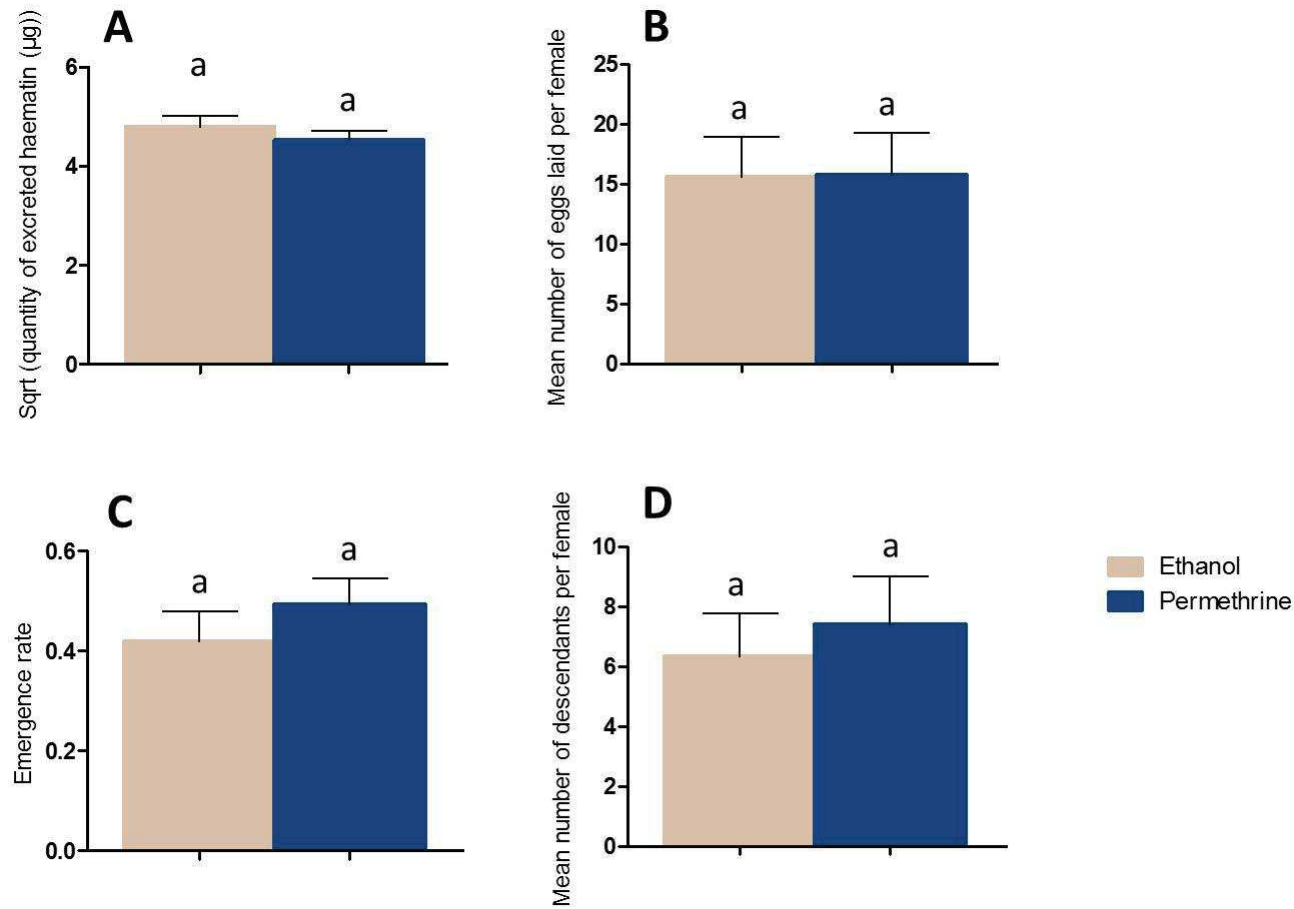 A
Sqrt (quantity of excreted haematin (µg))
6
4
2
0
a
a
B
Mean number of eggs laid per female
25
20
15
10
5
0
a
a
C
Emergence rate
0.6
0.4
0.2
0.0
a
a
D
Mean number of descendants per female
10
8
6
4
2
0
a
a
Ethanol
Permethrine